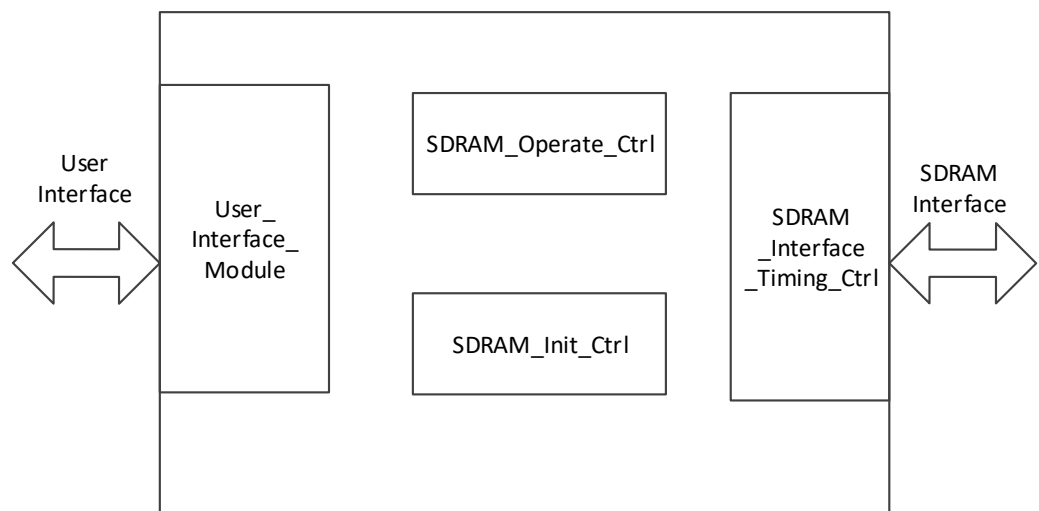 User
Interface
User_
Interface_
Module
SDRAM_Operate_Ctrl
SDRAM_Init_Ctrl
SDRAM
_Interface
_Timing_Ctrl
SDRAM
Interface